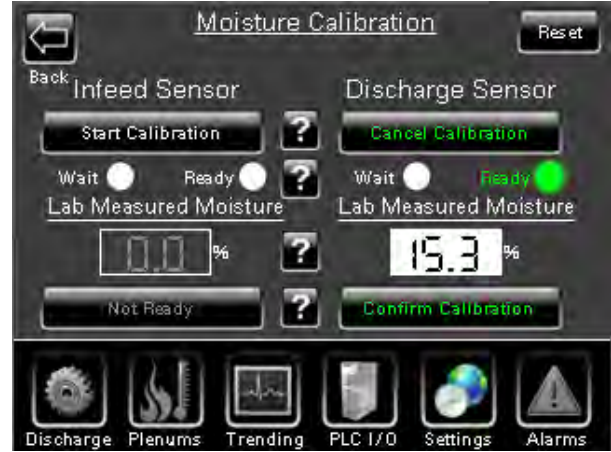 Moisture Calibration
Reset
Back
Infeed Sensor
Discharge Sensor
Start Calibration
?
Cancel Calibration
Wait
Ready
?
Wait
Ready
Lab Measured Moisture
Lab Measured Moisture
0.0 %
?
15.3 %
Not Ready
?
Confirm Calibration
Discharge
Plenums
Trending
PLC I/O
Settings
Alarms